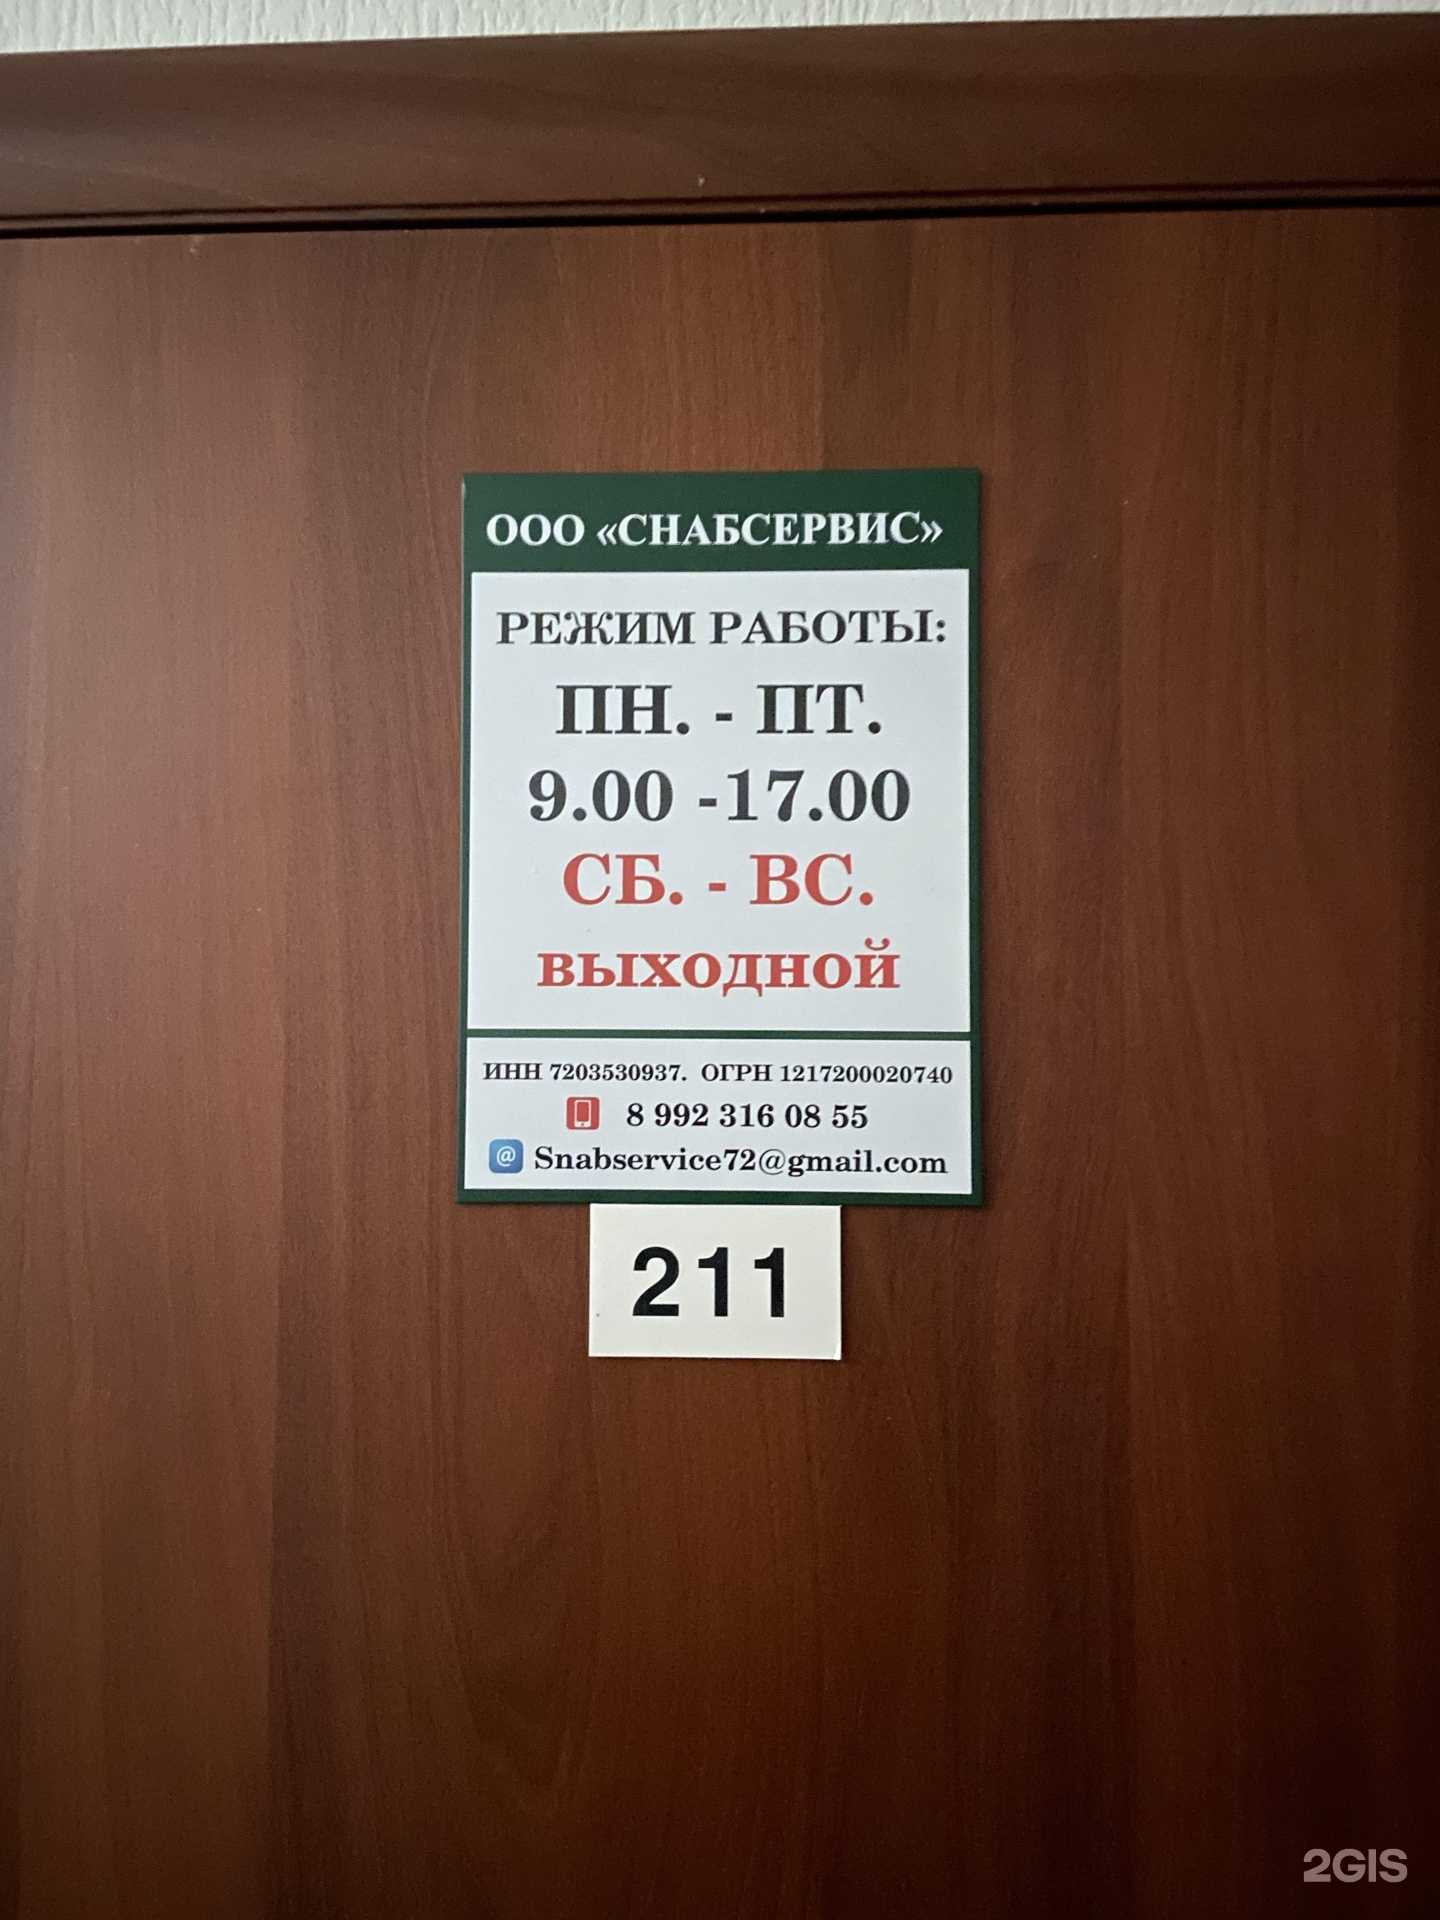 ООО «СНАБСЕРВИС»
РЕЖИМ РАБОТЫ:
ПН. - ПТ.
9.00 -17.00
СБ. - ВС.
выходной
ИНН 7203530937. ОГРН 1217200020740
8 992 316 08 55
@ Snabservice72@gmail.com
211
2GIS